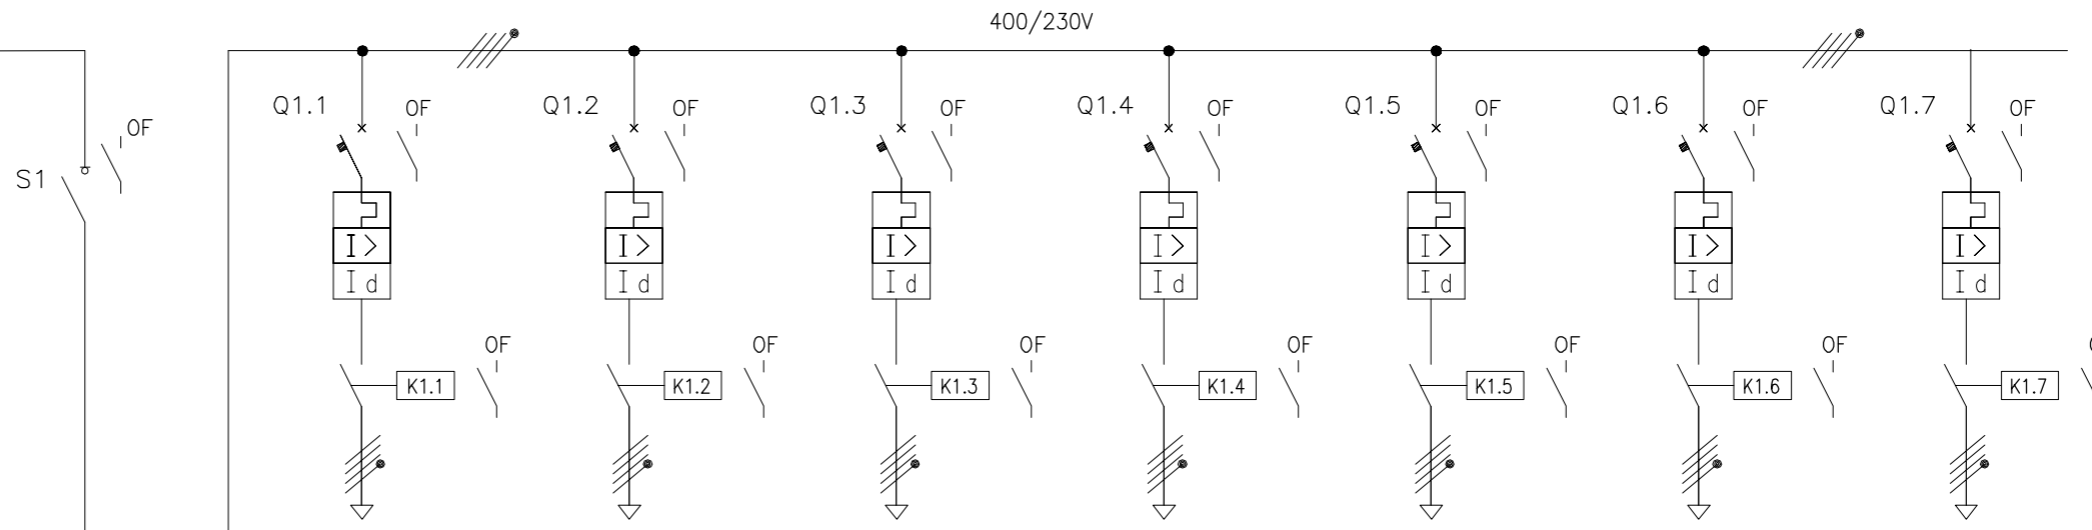 400/230V
Q1.1 OF Q1.2 OF Q1.3 OF Q1.4 OF Q1.5 OF Q1.6 OF Q1.7 OF
OF
S1
I> I> I> I> I> I> I>
Id Id Id Id Id Id Id
OF OF OF OF OF OF
K1.1 K1.2 K1.3 K1.4 K1.5 K1.6 K1.7